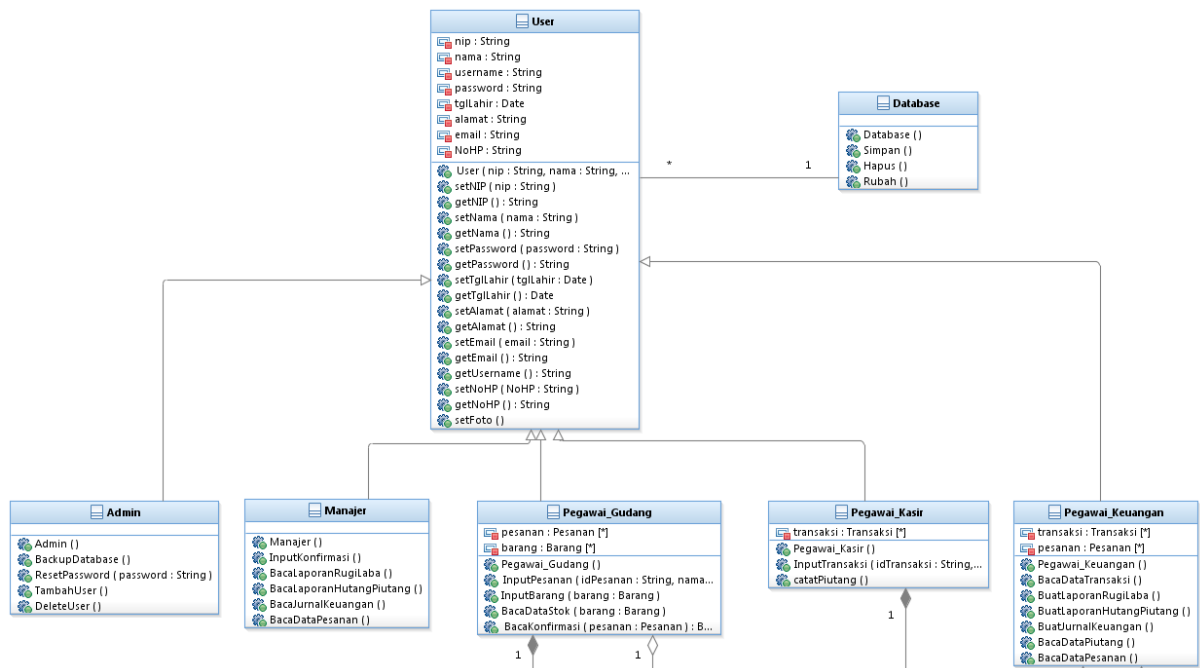 User
nip : String
nama : String
username : String
password : String
tglLahir : Date
alamat : String
email : String
NoHP : String
User ( nip : String, nama : String, ...
setNIP ( nip : String )
getNIP () : String
setNama ( nama : String )
getNama () : String
setPassword ( password : String )
getPassword () : String
setTglLahir ( tglLahir : Date )
getTglLahir () : Date
setAlamat ( alamat : String )
getAlamat () : String
setEmail ( email : String )
getEmail () : String
getUsername () : String
setNoHP ( NoHP : String )
getNoHP () : String
setFoto ()
* 1
Database
Database ()
Simpan ()
Hapus ()
Rubah ()
Admin
Admin ()
BackupDatabase ()
ResetPassword ( password : String )
TambahUser ()
DeleteUser ()
Manajer
Manajer ()
InputKonfirmasi ()
BacaLaporanRugiLaba ()
BacaLaporanHutangPiutang ()
BacaJurnalKeuangan ()
BacaDataPesanan ()
Pegawai_Gudang
pesanan : Pesanan [*]
barang : Barang [*]
Pegawai_Gudang ()
InputPesanan ( idPesanan : String, nama...
InputBarang ( barang : Barang )
BacaDataStok ( barang : Barang )
BacaKonfirmasi ( pesanan : Pesanan ) : B...
1 1
Pegawai_Kasir
transaksi : Transaksi [*]
Pegawai_Kasir ()
InputTransaksi ( idTransaksi : String,...
catatPiutang ()
1
Pegawai_Keuangan
transaksi : Transaksi [*]
pesanan : Pesanan [*]
Pegawai_Keuangan ()
BacaDataTransaksi ()
BuatLaporanRugiLaba ()
BuatLaporanHutangPiutang ()
BuatJurnalKeuangan ()
BacaDataPiutang ()
BacaDataPesanan ()